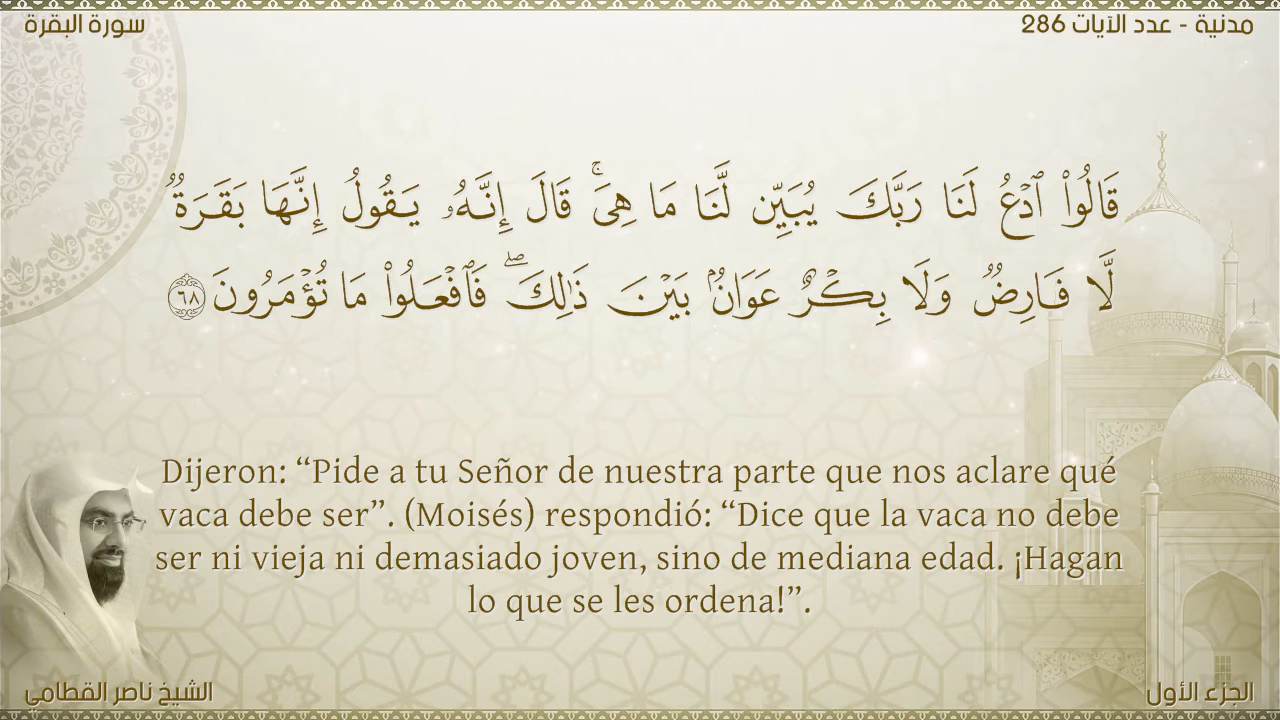 مدنية - عدد الآيات 286
سورة البقرة
قَالُوا۟ ٱدْعُ لَنَا رَبَّكَ يُبَيِّن لَّنَا مَا هِىَ ۚ قَالَ إِنَّهُۥ يَقُولُ إِنَّهَا بَقَرَةٌۭ
لَّا فَارِضٌۭ وَلَا بِكْرٌ عَوَانٌۢ بَيْنَ ذَٰلِكَ ۖ فَٱفْعَلُوا۟ مَا تُؤْمَرُونَ ٦٨
Dijeron: “Pide a tu Señor de nuestra parte que nos aclare qué
vaca debe ser”. (Moisés) respondió: “Dice que la vaca no debe
ser ni vieja ni demasiado joven, sino de mediana edad. ¡Hagan
lo que se les ordena!”.
الجزء الأول
الشيخ ناصر القطامي